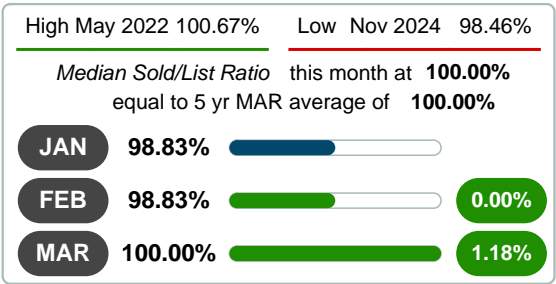 High May 2022 100.67% Low Nov 2024 98.46%
Median Sold/List Ratio this month at 100.00%
equal to 5 yr MAR average of 100.00%
JAN 98.83%
FEB 98.83% 0.00%
MAR 100.00% 1.18%